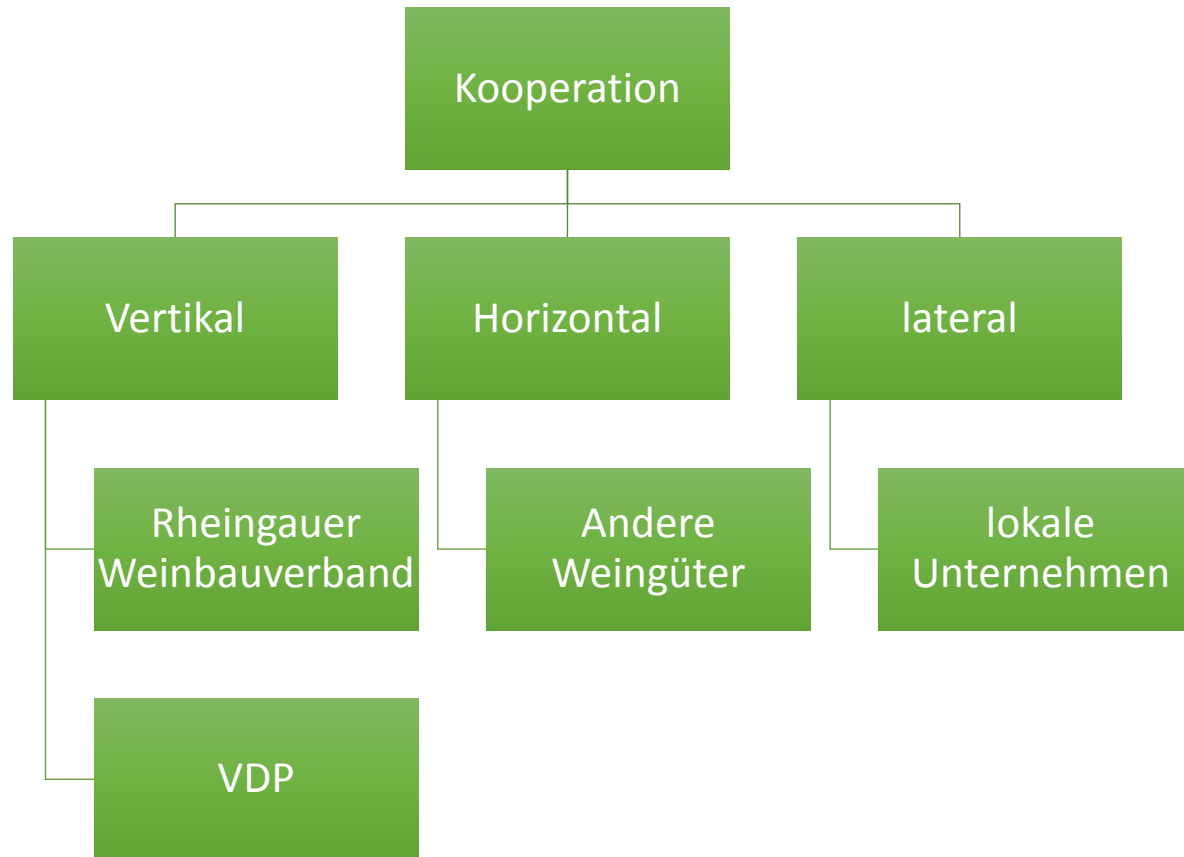 Kooperation
Vertikal
Horizontal
lateral
Rheingauer
Weinbauverband
Andere
Weingüter
lokale
Unternehmen
VDP